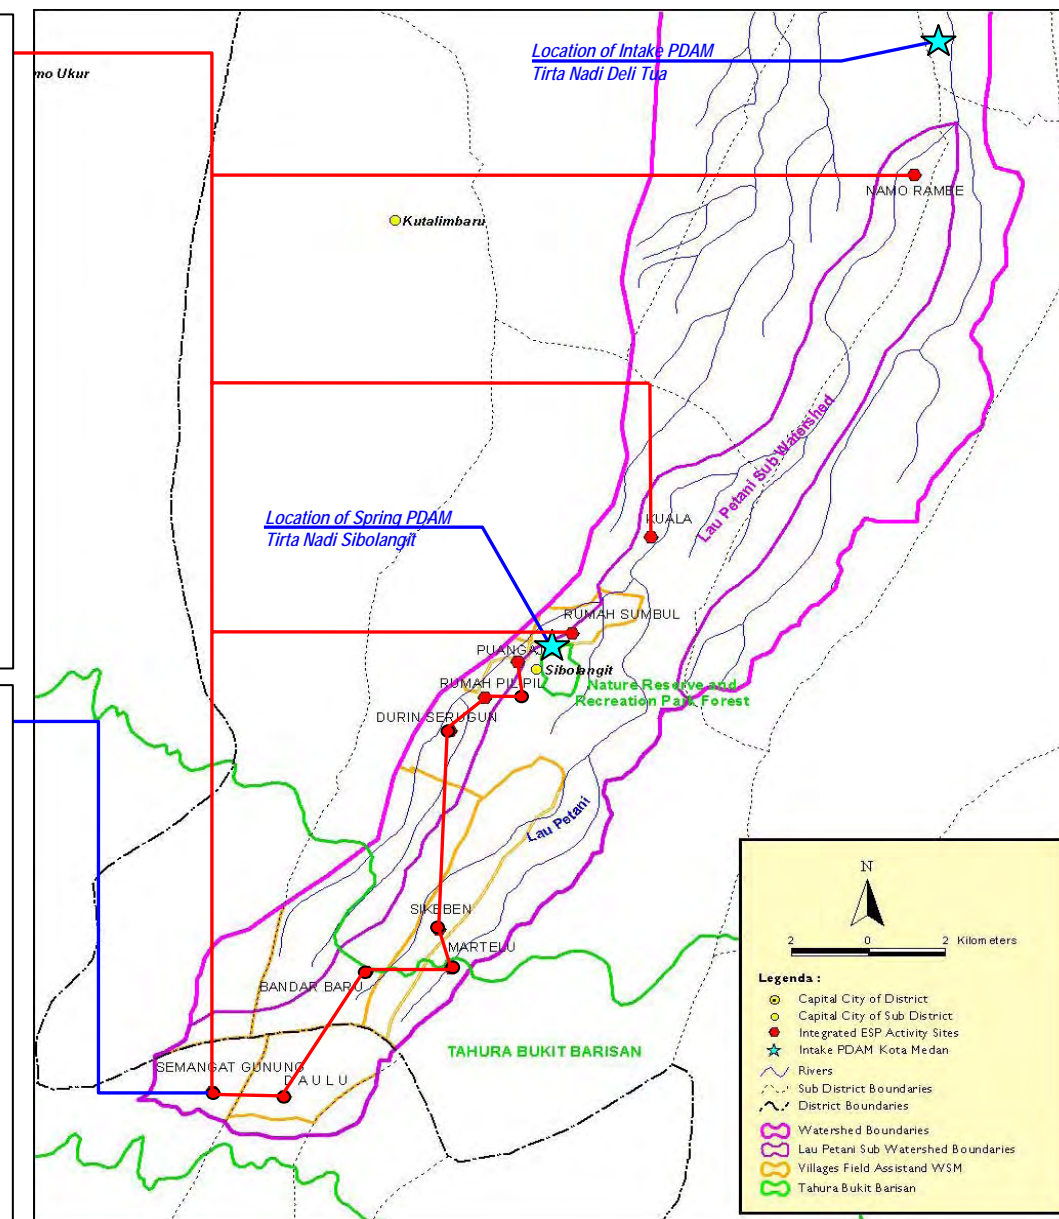 Location of Intake PDAM
Tirta Nadi Deli Tua
mo Ukur
NAMO RAMBE
Kutalimbaru
Lau Petani Sub Watershed
Location of Spring PDAM
Tirta Nadi Sibolangit
KUALA
RUMAH SUMBUL
PUANGAJ
Sibolangit
RUMAH PIL PIL
Nature Reserve and
Recreation Park Forest
DURIN SERUGUN
Lau Petani
SIKEBEN
MARTELU
BANDAR BARU
TAHURA BUKIT BARISAN
SEMANGAT GUNUNG
DAULU
N
2 0 2 Kilometers
Legenda :
Capital City of District
Capital City of Sub District
Integrated ESP Activity Sites
Intake PDAM Kota Medan
Rivers
Sub District Boundaries
District Boundaries
Watershed Boundaries
Lau Petani Sub Watershed Boundaries
Villages Field Assistand WSM
Tahura Bukit Barisan